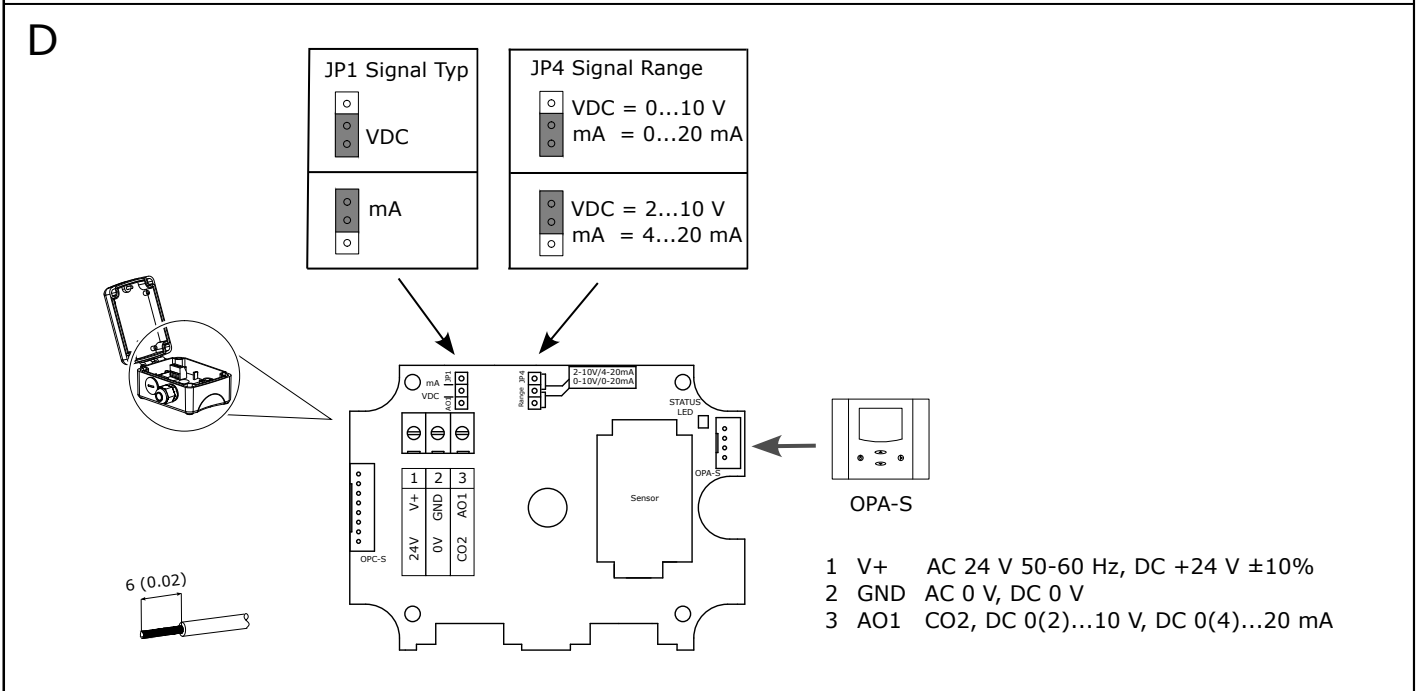 D
JP1 Signal Typ
VDC
mA
JP4 Signal Range
VDC = 0...10 V
mA = 0...20 mA
VDC = 2...10 V
mA = 4...20 mA
mA
VDC
JP1
AO1
JP4
Range
2-10V/4-20mA
0-10V/0-20mA
STATUS
LED
OPA-S
Sensor
OPC-S
1 2 3
V+ GND AO1
24V 0V CO2
6 (0.02)
OPA-S
1 V+ AC 24 V 50-60 Hz, DC +24 V ±10%
2 GND AC 0 V, DC 0 V
3 AO1 CO2, DC 0(2)...10 V, DC 0(4)...20 mA